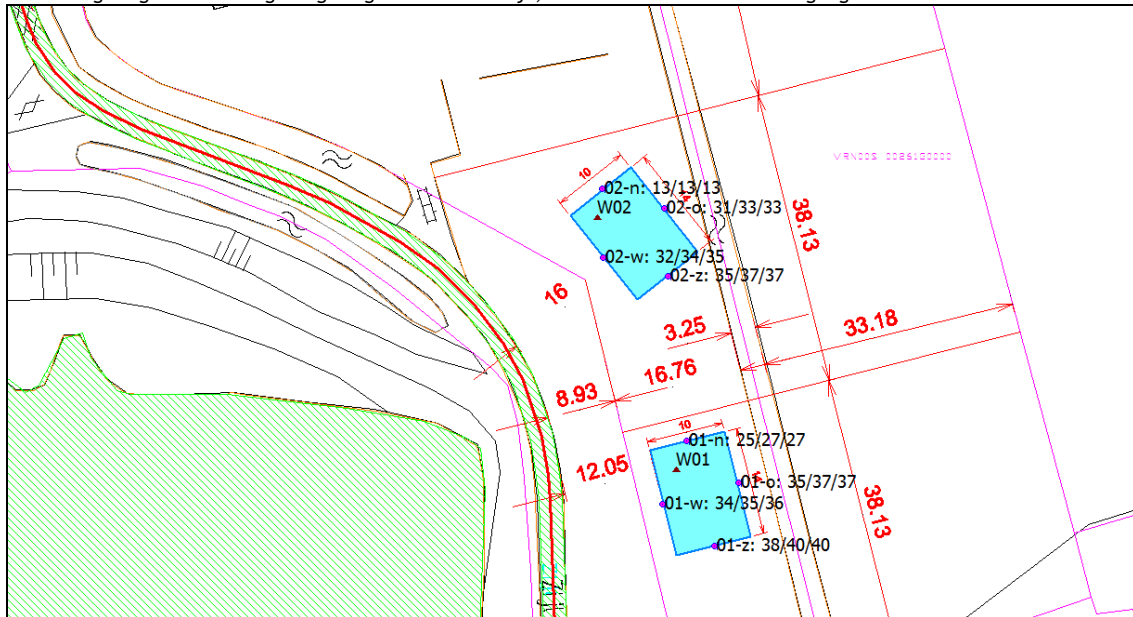 10
02-n: 13/13/13
W02
02-o: 31/33/33
38.13
02-w: 32/34/35
02-z: 35/37/37
16
3.25
33.18
16.76
8.93
10
01-n: 25/27/27
W01
12.05
01-o: 35/37/37
01-w: 34/35/36
38.13
01-z: 38/40/40